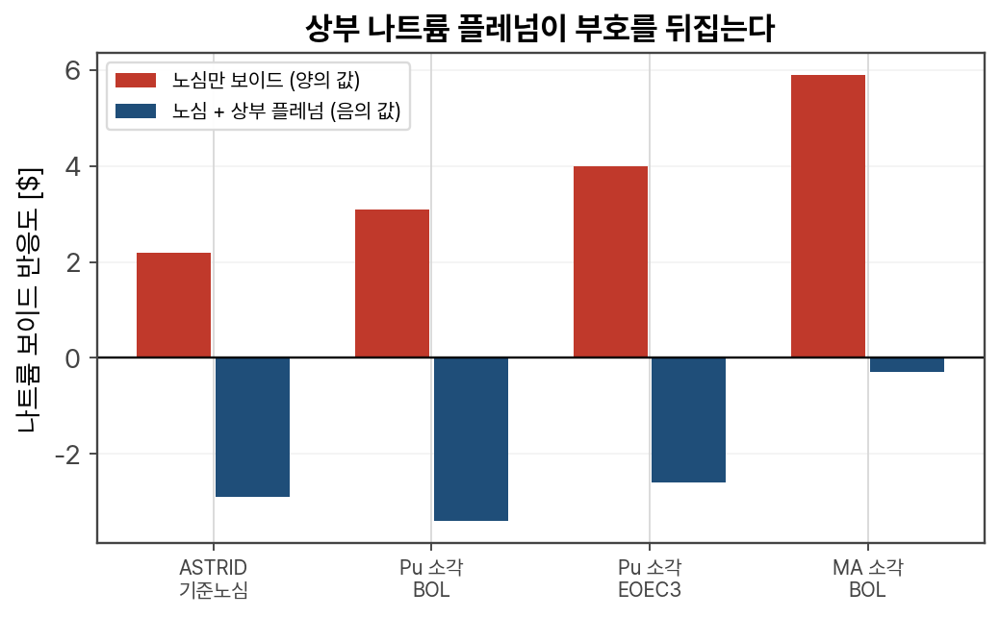 상부 나트륨 플레넘이 부호를 뒤집는다
노심만 보이드 (양의 값)
노심 + 상부 플레넘 (음의 값)
나트륨 보이드 반응도 [$]
6
4
2
0
-2
ASTRID
기준노심
Pu 소각
BOL
Pu 소각
EOEC3
MA 소각
BOL